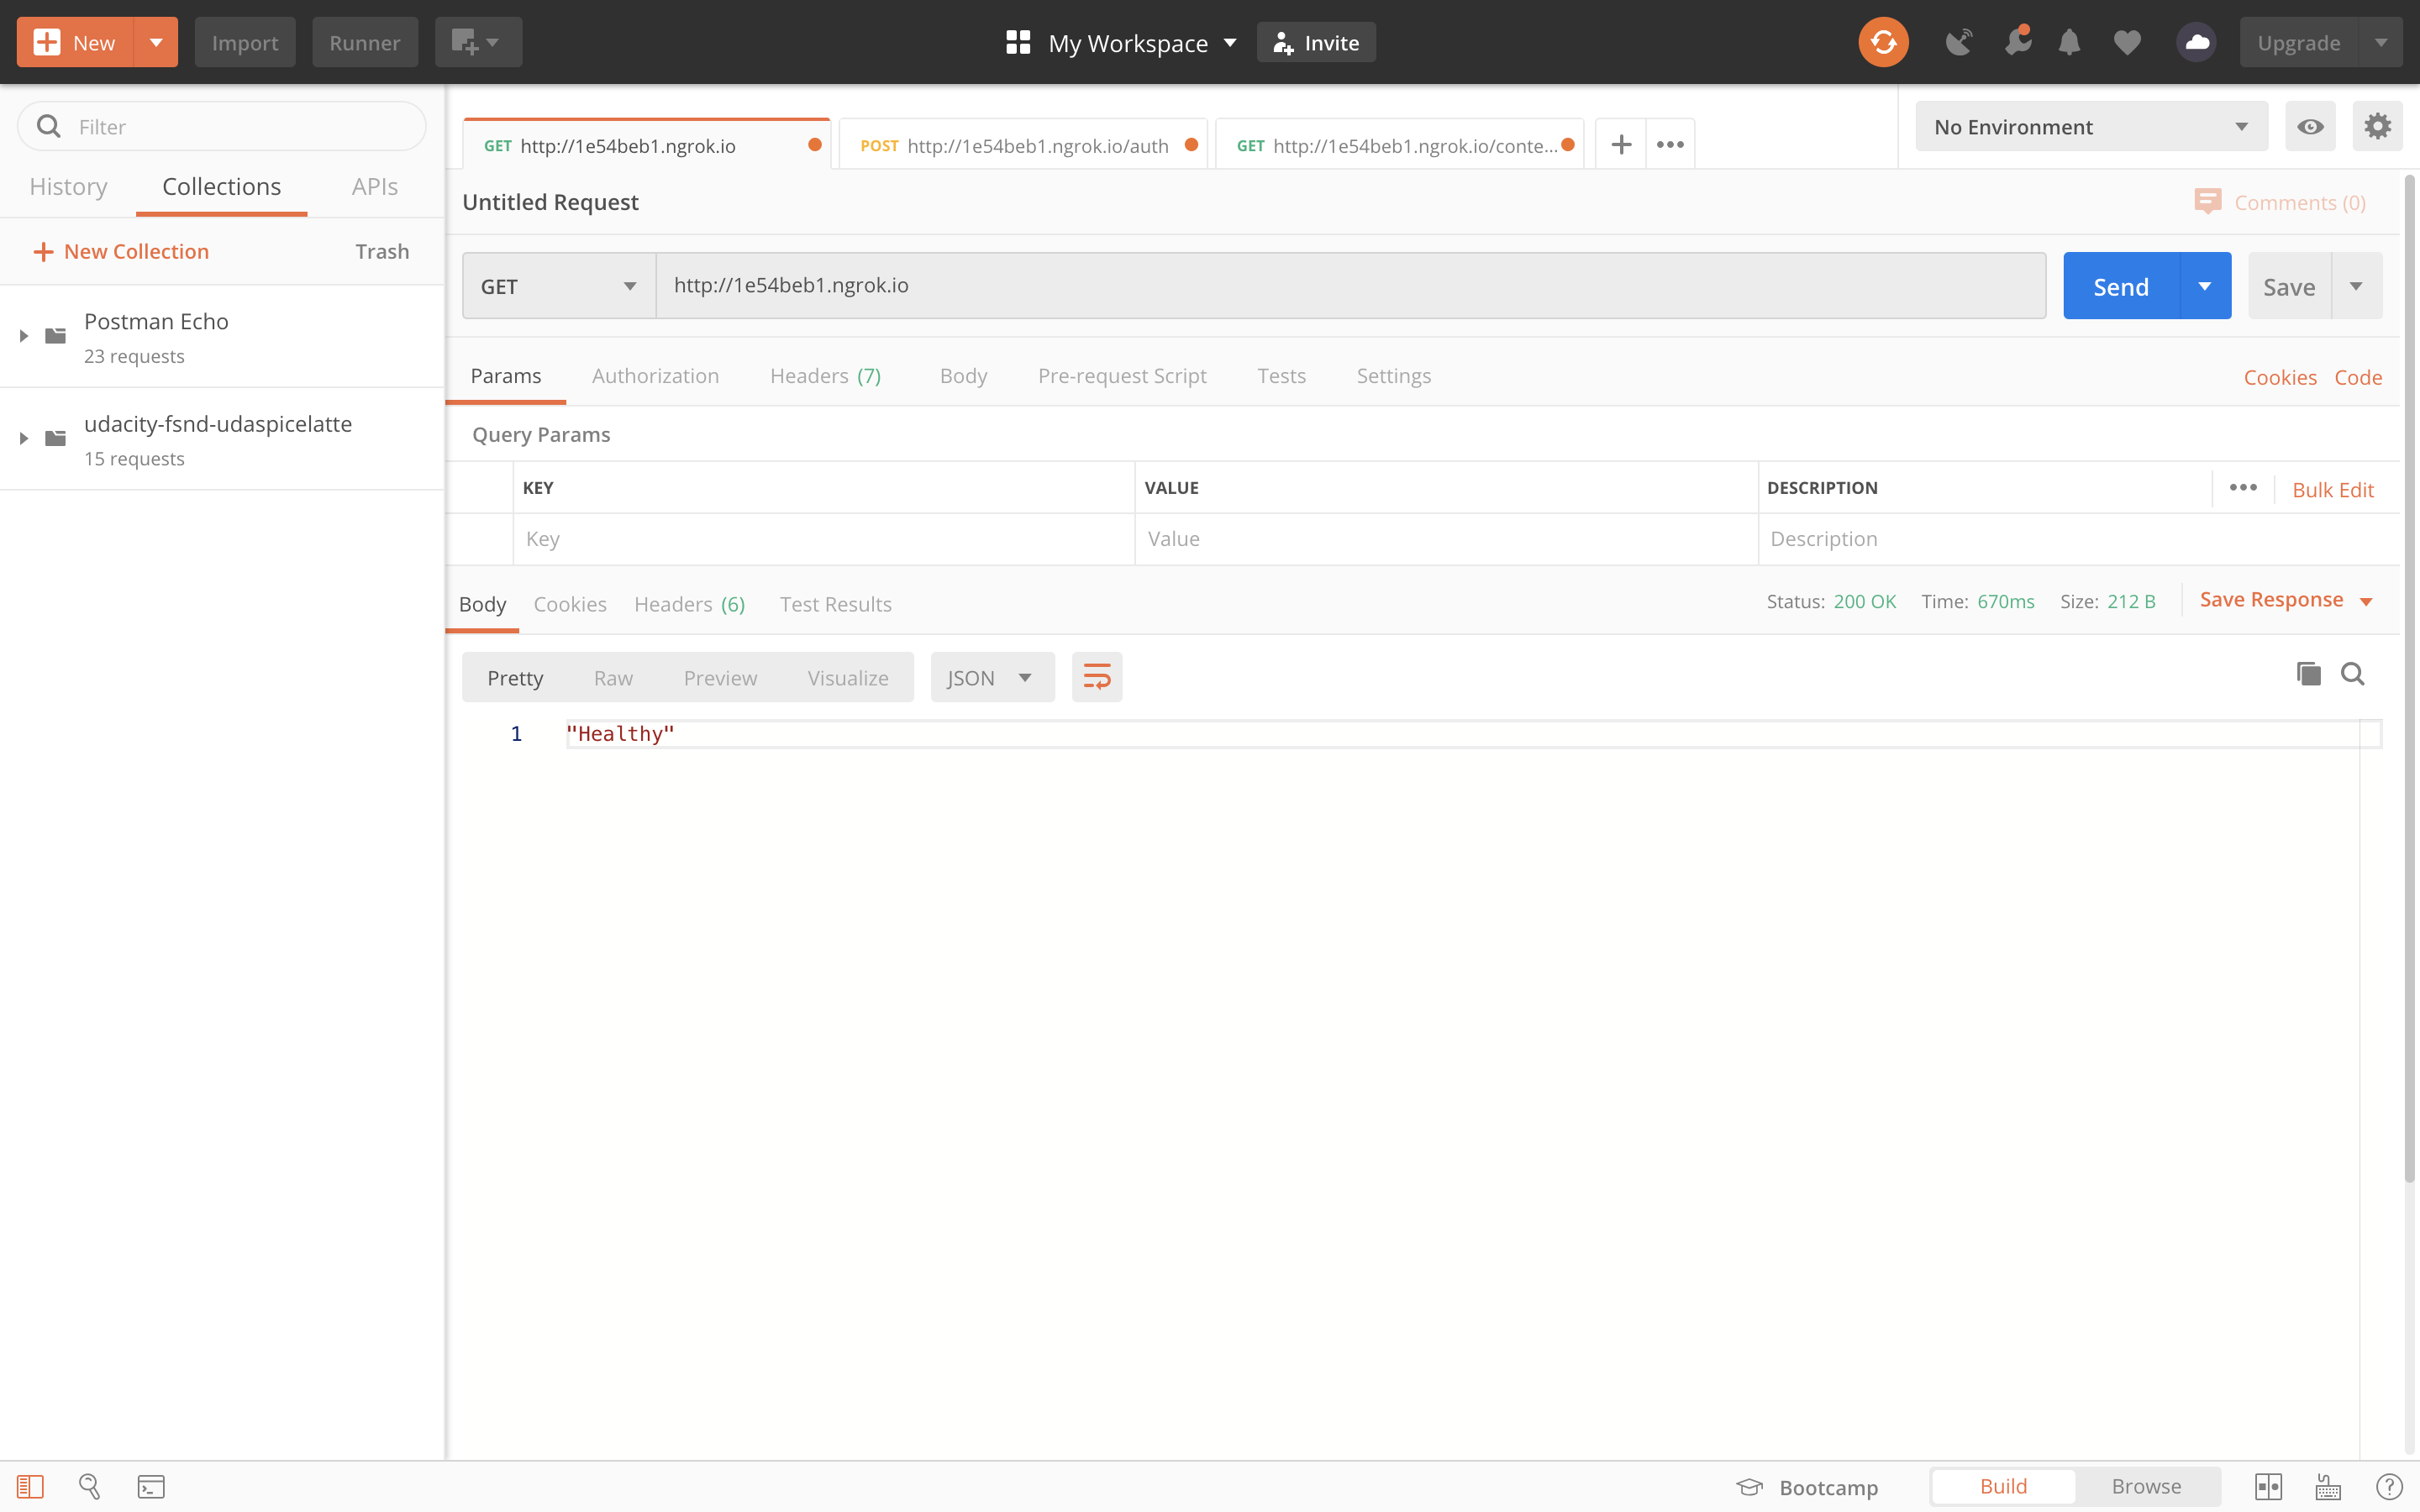 New
Import
Runner
My Workspace
Invite
Upgrade
Filter
History Collections APIs
New Collection Trash
Postman Echo
23 requests
udacity-fsnd-udaspicelatte
15 requests
GET http://1e54beb1.ngrok.io
POST http://1e54beb1.ngrok.io/auth
GET http://1e54beb1.ngrok.io/conte...
No Environment
Untitled Request
Comments (0)
GET http://1e54beb1.ngrok.io
Send
Save
Params Authorization Headers (7) Body Pre-request Script Tests Settings
Cookies Code
Query Params
KEY VALUE DESCRIPTION
Bulk Edit
Key Value Description
Body Cookies Headers (6) Test Results
Status: 200 OK Time: 670ms Size: 212 B
Save Response
Pretty Raw Preview Visualize
JSON
1 "Healthy"
Bootcamp
Build Browse